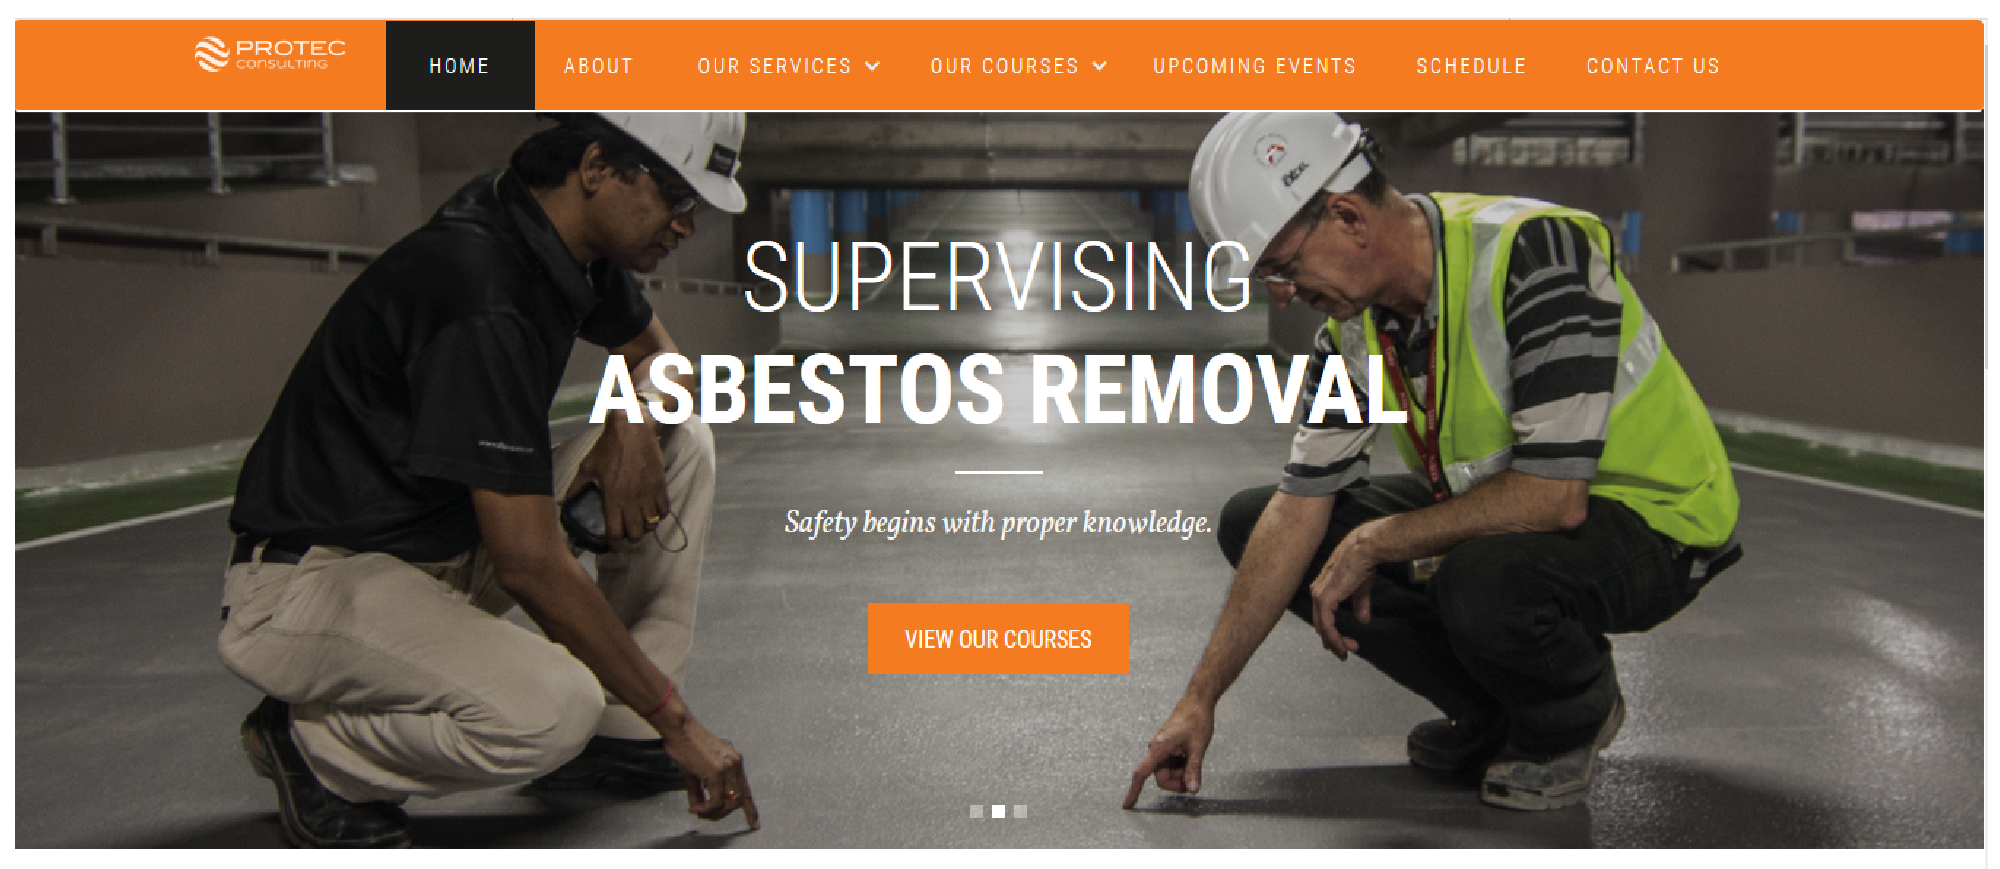 PROTEC
CONSULTING
HOME
ABOUT
OUR SERVICES
OUR COURSES
UPCOMING EVENTS
SCHEDULE
CONTACT US
SUPERVISING
ASBESTOS REMOVAL
Safety begins with proper knowledge.
VIEW OUR COURSES